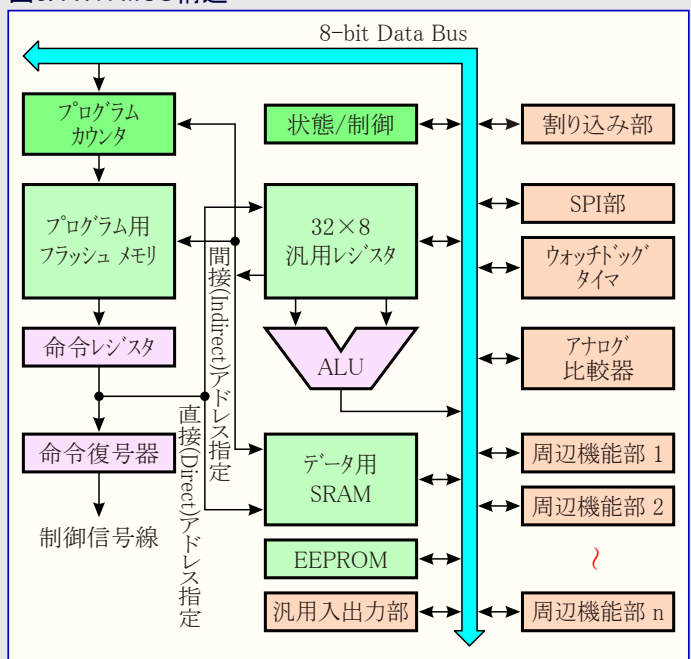 8-bit Data Bus
プログラム
カウンタ
状態/制御
割り込み部
プログラム用
フラッシュ メモリ
32×8
汎用レジスタ
SPI部
ウォッチドッグ
タイマ
間接(Indirect)アドレス指定
命令レジスタ
ALU
アナログ
比較器
直接(Direct)アドレス指定
命令復号器
制御信号線
データ用
SRAM
周辺機能部 1
周辺機能部 2
EEPROM
~
汎用入出力部
周辺機能部 n